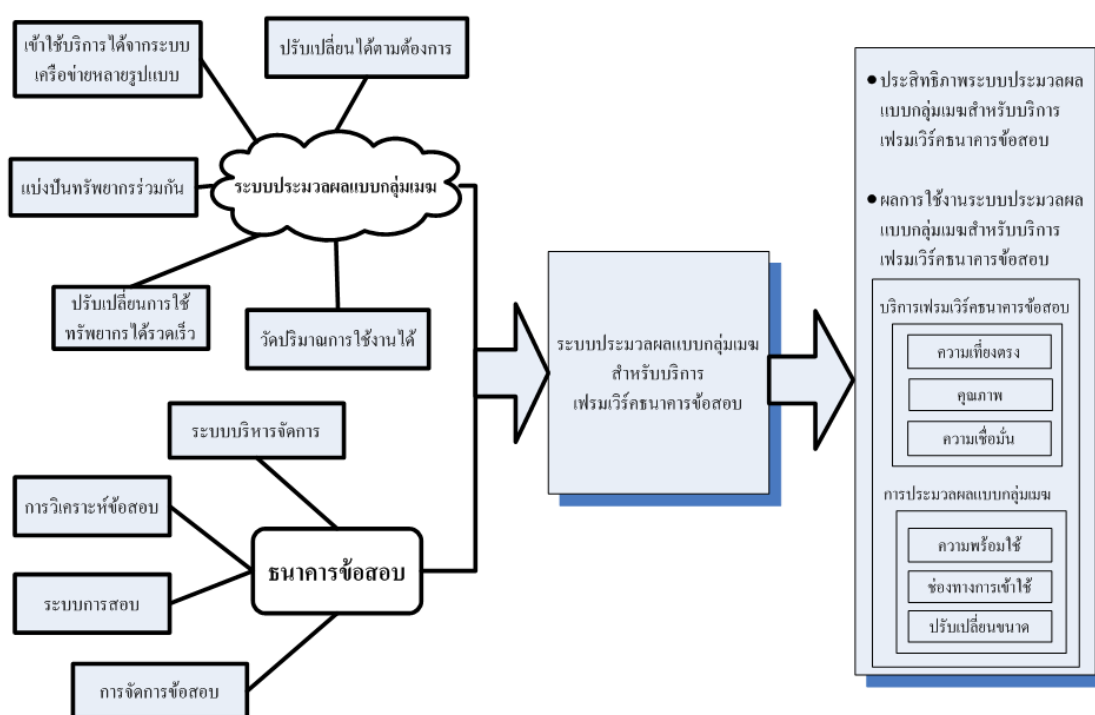 เข้าใช้บริการได้จากระบบ
เครือข่ายหลายรูปแบบ
ปรับเปลี่ยนได้ตามต้องการ
แบ่งปันทรัพยากรร่วมกัน
ระบบประมวลผลแบบกลุ่มเมฆ
ปรับเปลี่ยนการใช้
ทรัพยากรได้รวดเร็ว
วัดปริมาณการใช้งานได้
ระบบบริหารจัดการ
การวิเคราะห์ข้อสอบ
ธนาคารข้อสอบ
ระบบการสอบ
การจัดการข้อสอบ
ระบบประมวลผลแบบกลุ่มเมฆ
สำหรับบริการ
เฟรมเวิร์คธนาคารข้อสอบ
● ประสิทธิภาพระบบประมวลผล
แบบกลุ่มเมฆสำหรับบริการ
เฟรมเวิร์คธนาคารข้อสอบ
● ผลการใช้งานระบบประมวลผล
แบบกลุ่มเมฆสำหรับบริการ
เฟรมเวิร์คธนาคารข้อสอบ
บริการเฟรมเวิร์คธนาคารข้อสอบ
ความเที่ยงตรง
คุณภาพ
ความเชื่อมั่น
การประมวลผลแบบกลุ่มเมฆ
ความพร้อมใช้
ช่องทางการเข้าใช้
ปรับเปลี่ยนขนาด